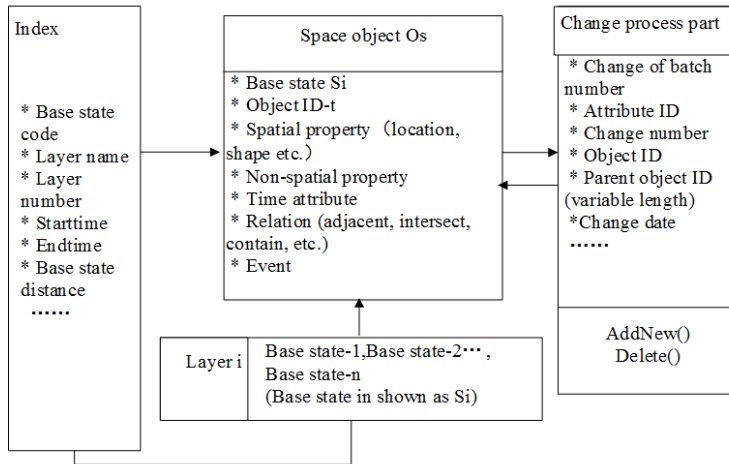 Index
* Base state
code
* Layer name
* Layer
number
* Starttime
* Endtime
* Base state
distance
······
Space object Os
* Base state Si
* Object ID-t
* Spatial property（location,
shape etc.）
* Non-spatial property
* Time attribute
* Relation (adjacent, intersect,
contain, etc.)
* Event
Change process part
* Change of batch
number
* Attribute ID
* Change number
* Object ID
* Parent object ID
(variable length)
*Change date
······
AddNew()
Delete()
Layer i
Base state-1,Base state-2··· ,
Base state-n
(Base state in shown as Si)